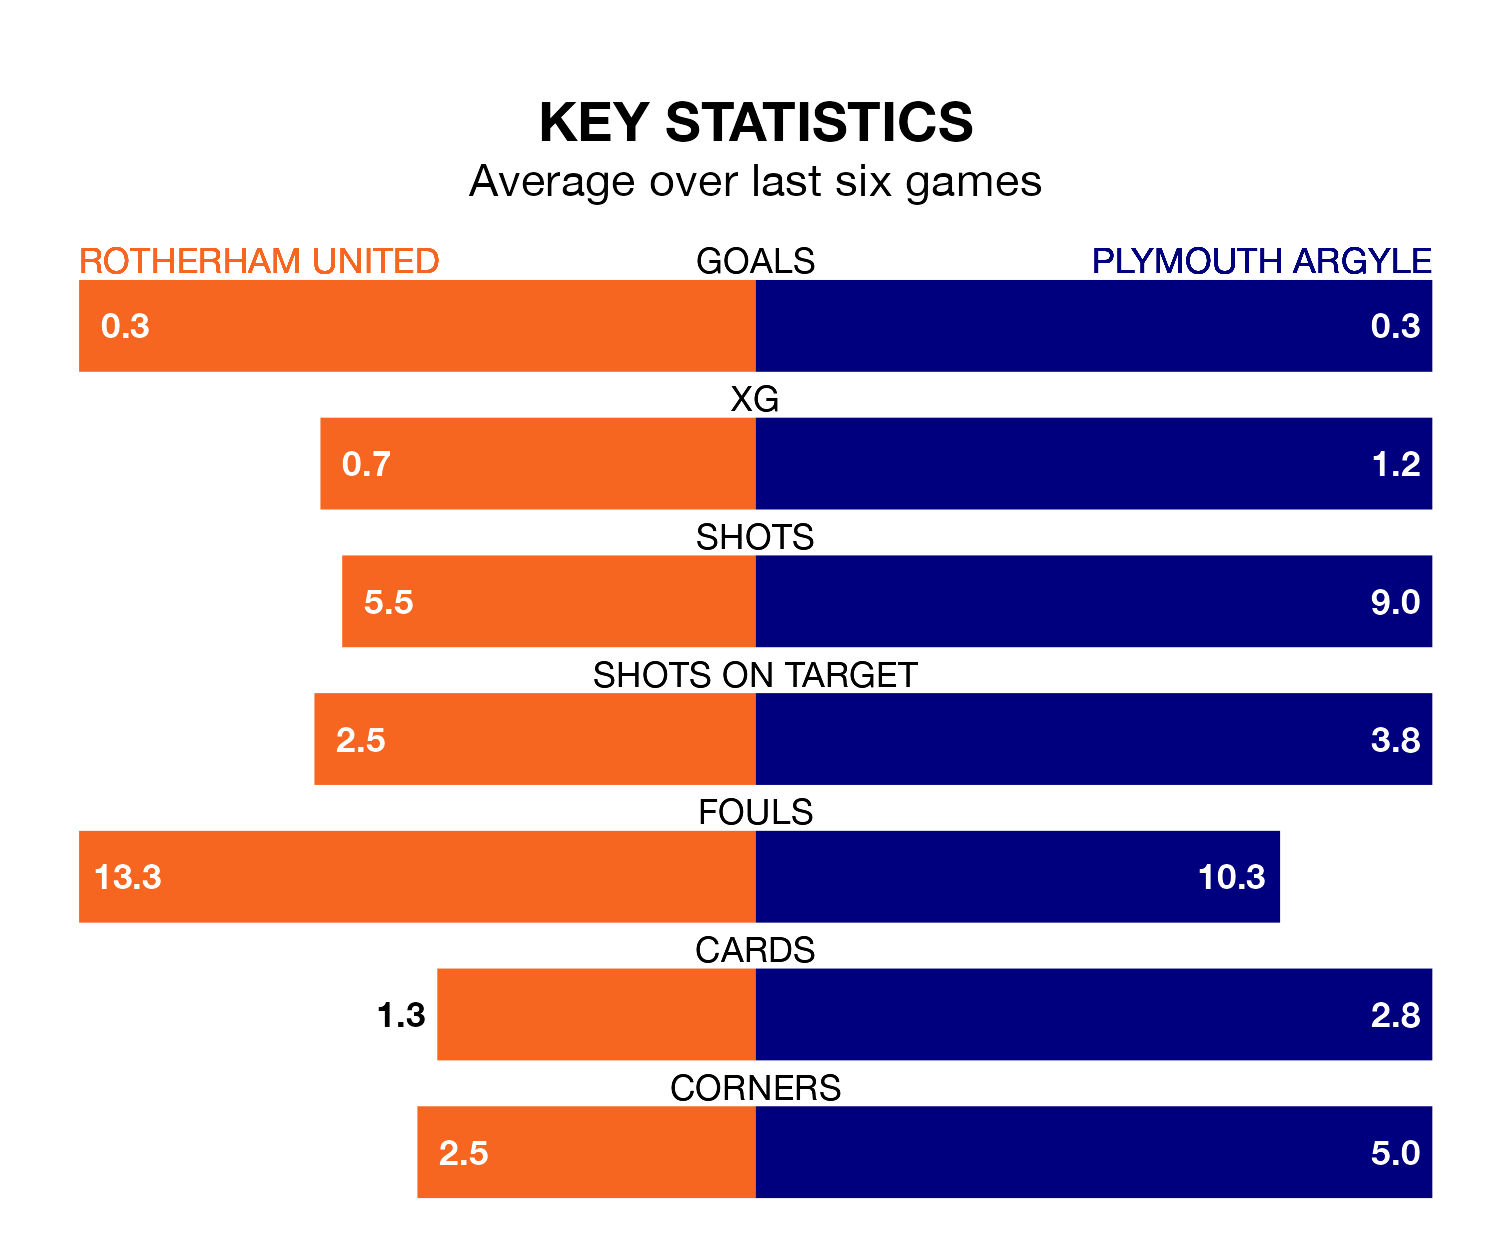 KEY STATISTICS
Average over last six games
ROTHERHAM UNITED GOALS PLYMOUTH ARGYLE
0.3 0.3
XG
0.7 1.2
SHOTS
5.5 9.0
SHOTS ON TARGET
2.5 3.8
FOULS
13.3 10.3
CARDS
1.3 2.8
CORNERS
2.5 5.0